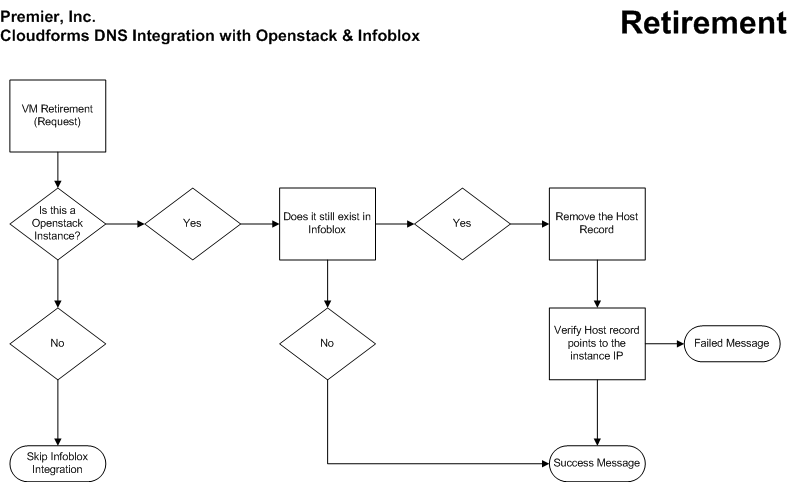 Premier, Inc.
Cloudforms DNS Integration with Openstack & Infoblox
Retirement
VM Retirement
(Request)
Is this a
Openstack
Instance?
Yes
Does it still exist in
Infoblox
Yes
Remove the Host
Record
No
No
Verify Host record
points to the
instance IP
Failed Message
Skip Infoblox
Integration
Success Message